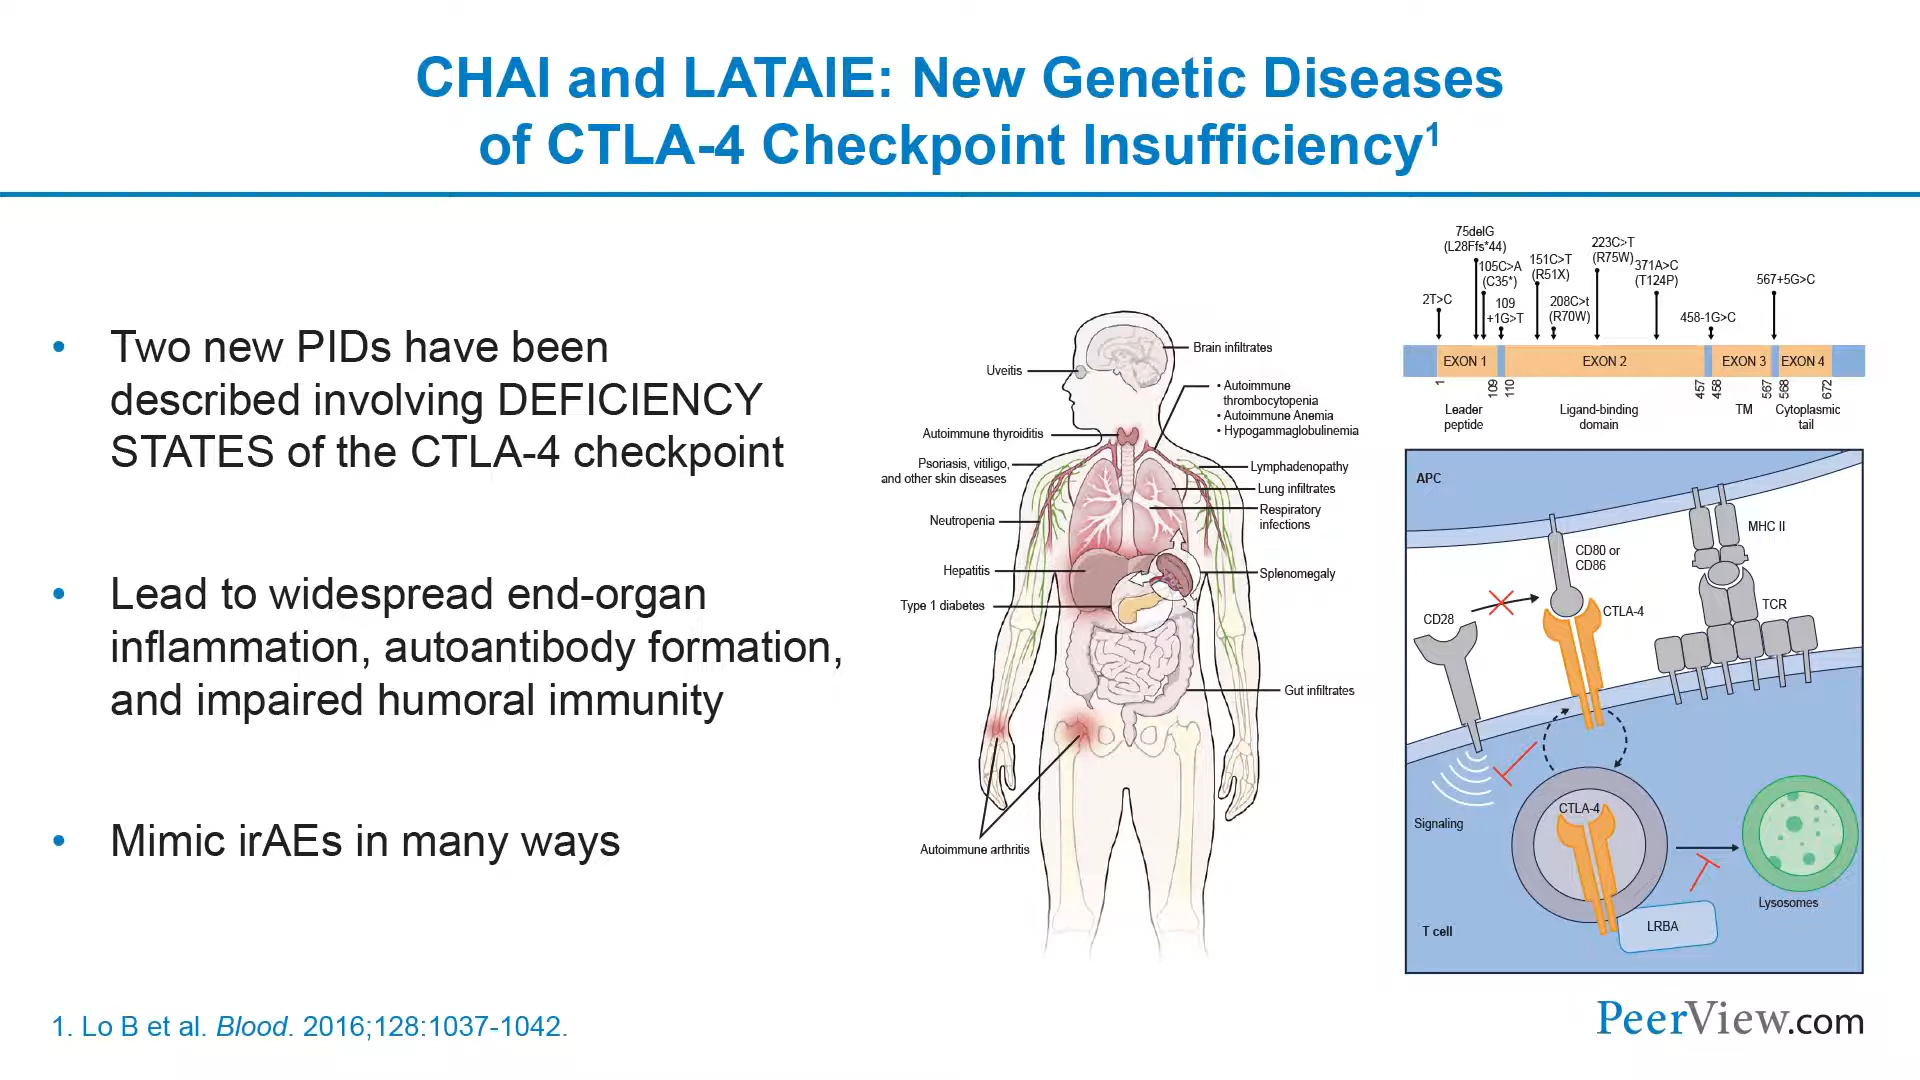 CHAI and LATAIE: New Genetic Diseases
of CTLA-4 Checkpoint Insufficiency1
• Two new PIDs have been
described involving DEFICIENCY
STATES of the CTLA-4 checkpoint
• Lead to widespread end-organ
inflammation, autoantibody formation,
and impaired humoral immunity
• Mimic irAEs in many ways
Uveitis
Autoimmune thyroiditis
Psoriasis, vitiligo,
and other skin diseases
Neutropenia
Hepatitis
Type 1 diabetes
Autoimmune arthritis
Brain infiltrates
• Autoimmune
thrombocytopenia
• Autoimmune Anemia
• Hypogammaglobulinemia
Lymphadenopathy
Lung infiltrates
Respiratory
infections
Splenomegaly
Gut infiltrates
2T>C
75delG
(L28Ffs*44)
105C>A
(C35*)
109
+1G>T
151C>T
(R51X)
208C>t
(R70W)
223C>T
(R75W)
371A>C
(T124P)
458-1G>C
567+5G>C
EXON 1
EXON 2
EXON 3
EXON 4
1
109
110
457
458
567
568
672
Leader
peptide
Ligand-binding
domain
TM
Cytoplasmic
tail
APC
MHC II
CD80 or
CD86
CTLA-4
TCR
CD28
Signaling
CTLA-4
Lysosomes
LRBA
T cell
1. Lo B et al. Blood. 2016;128:1037-1042.
PeerView.com